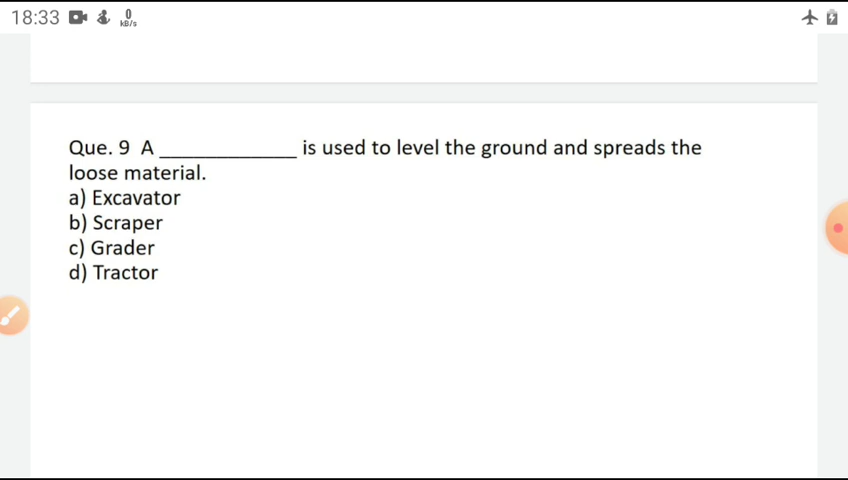 18:33 0 kB/s
Que. 9 A _____________ is used to level the ground and spreads the
loose material.
a) Excavator
b) Scraper
c) Grader
d) Tractor